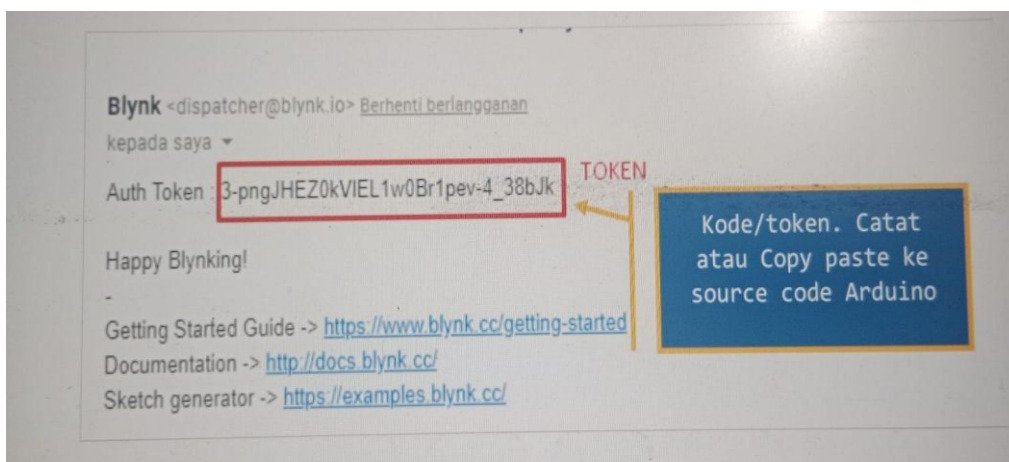 Blynk <dispatcher@blynk.io> Berhenti berlangganan
kepada saya
Auth Token : 3-pngJHEZ0kVIEL1w0Br1pev-4_38bJk
TOKEN
Kode/token. Catat
atau Copy paste ke
source code Arduino
Happy Blynking!
-
Getting Started Guide -> https://www.blynk.cc/getting-started
Documentation -> http://docs.blynk.cc/
Sketch generator -> https://examples.blynk.cc/